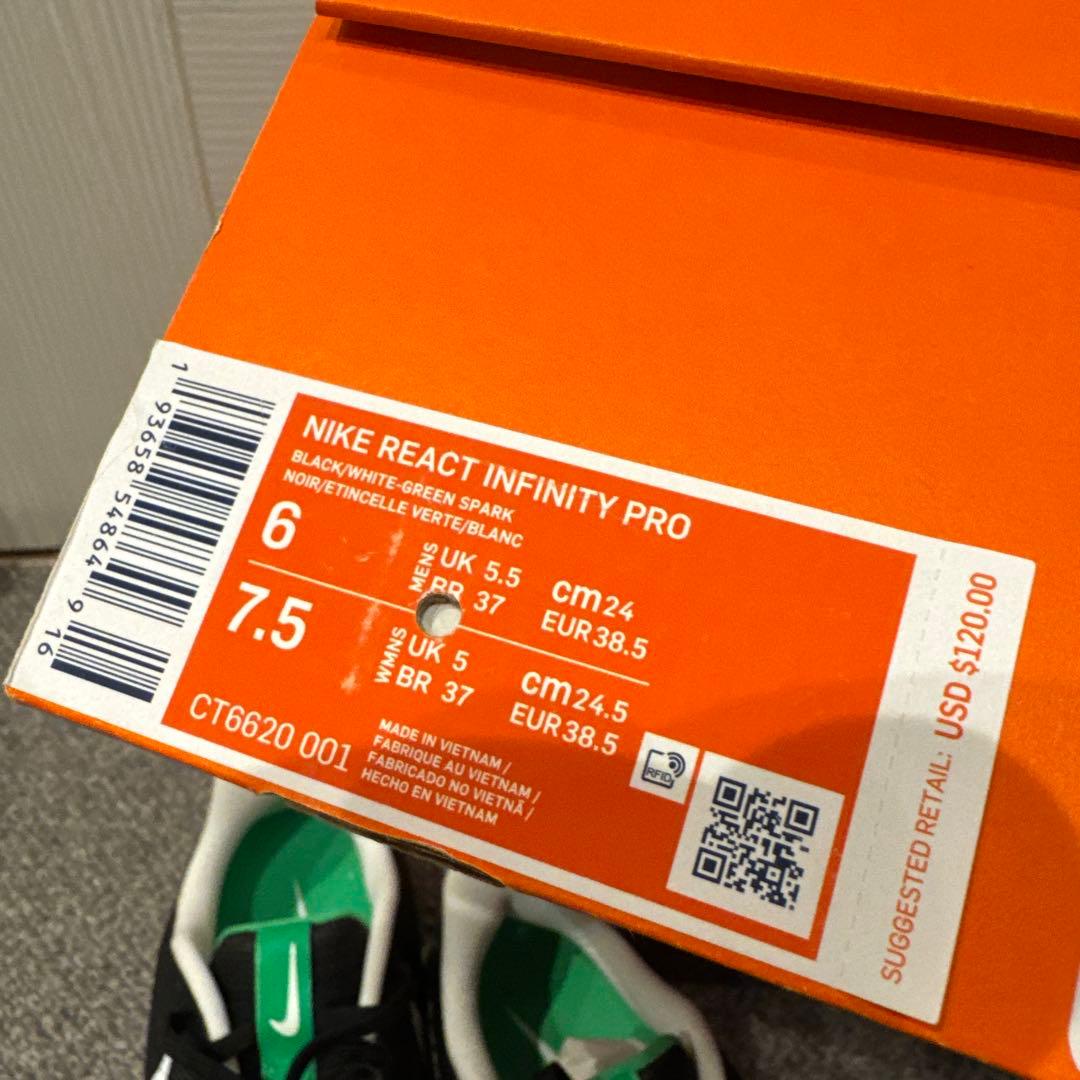 NIKE REACT INFINITY PRO
BLACK/WHITE-GREEN SPARK
NOIR/ETINCELLE VERTE/BLANC
6
MENS
UK 5.5
cm24
BR 37
EUR38.5
7.5
WMNS
UK 5
cm24.5
BR 37
EUR38.5
CT6620 001
MADE IN VIETNAM /
FABRIQUE AU VIETNAM /
FABRICADO NO VIETNÃ /
HECHO EN VIETNAM
RFID
SUGGESTED RETAIL: USD $120.00
1 93658 54864 9 16